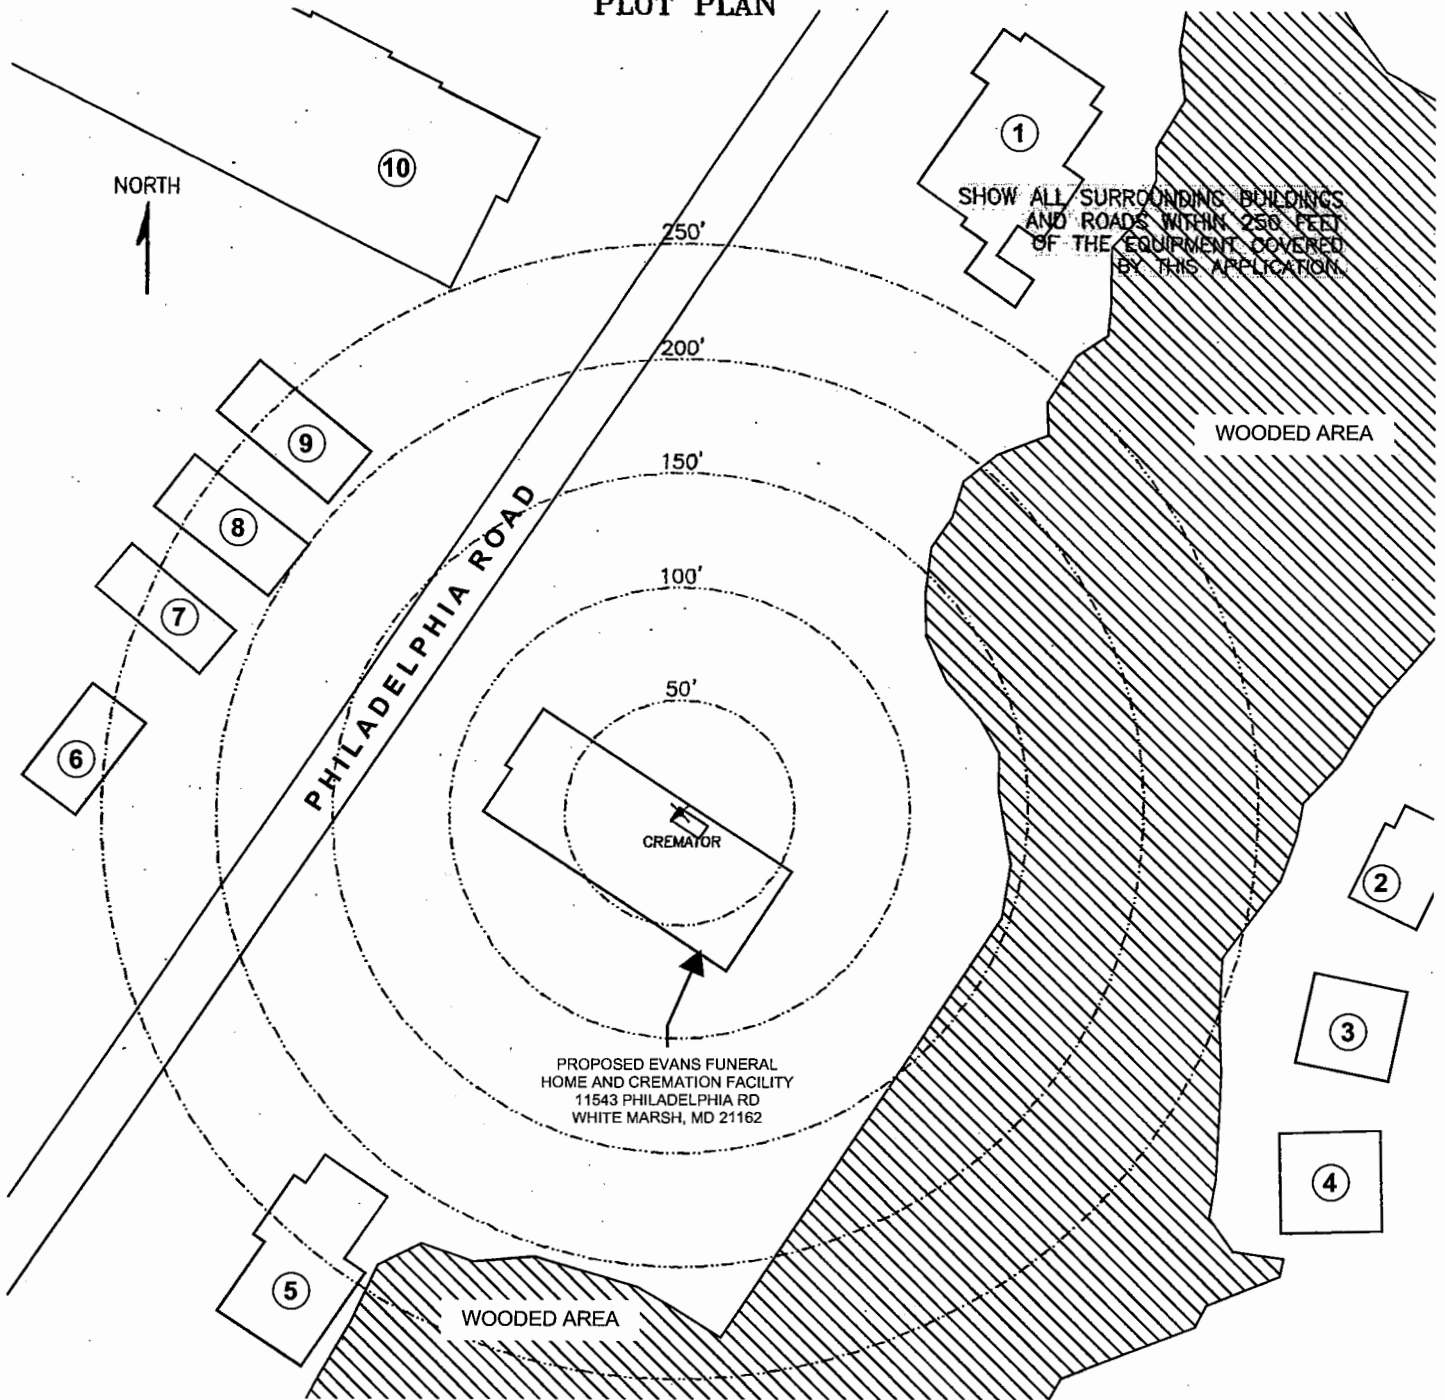 PLOT PLAN
NORTH
10
1
SHOW ALL SURROUNDING BUILDINGS
AND ROADS WITHIN 250 FEET
OF THE EQUIPMENT COVERED
BY THIS APPLICATION.
250'
200'
WOODED AREA
9
150'
8
PHILADELPHIA ROAD
100'
7
50'
6
CREMATOR
2
3
PROPOSED EVANS FUNERAL
HOME AND CREMATION FACILITY
11543 PHILADELPHIA RD
WHITE MARSH, MD 21162
4
5
WOODED AREA